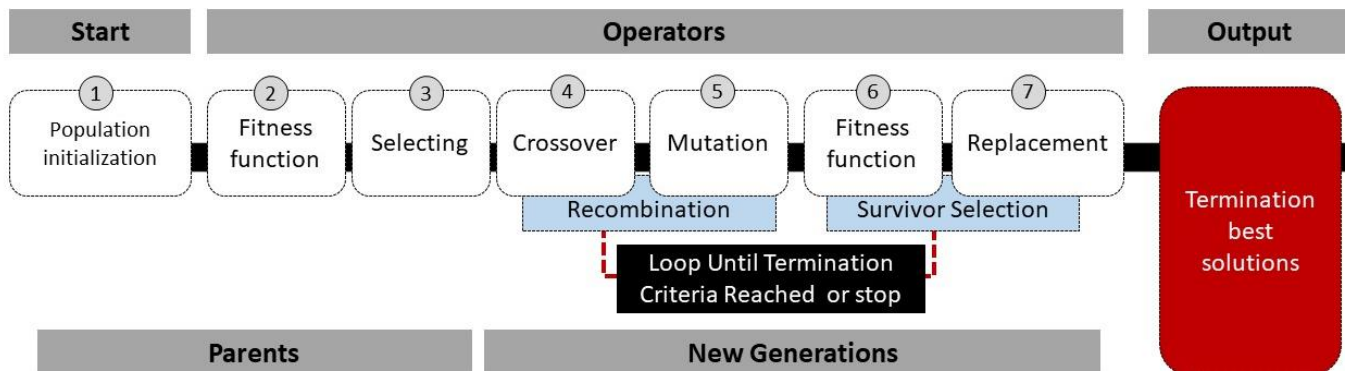 Start
Operators
Output
1
2
3
4
5
6
7
Population
initialization
Fitness
function
Selecting
Crossover
Mutation
Fitness
function
Replacement
Recombination
Survivor Selection
Termination
best
solutions
Loop Until Termination
Criteria Reached or stop
Parents
New Generations